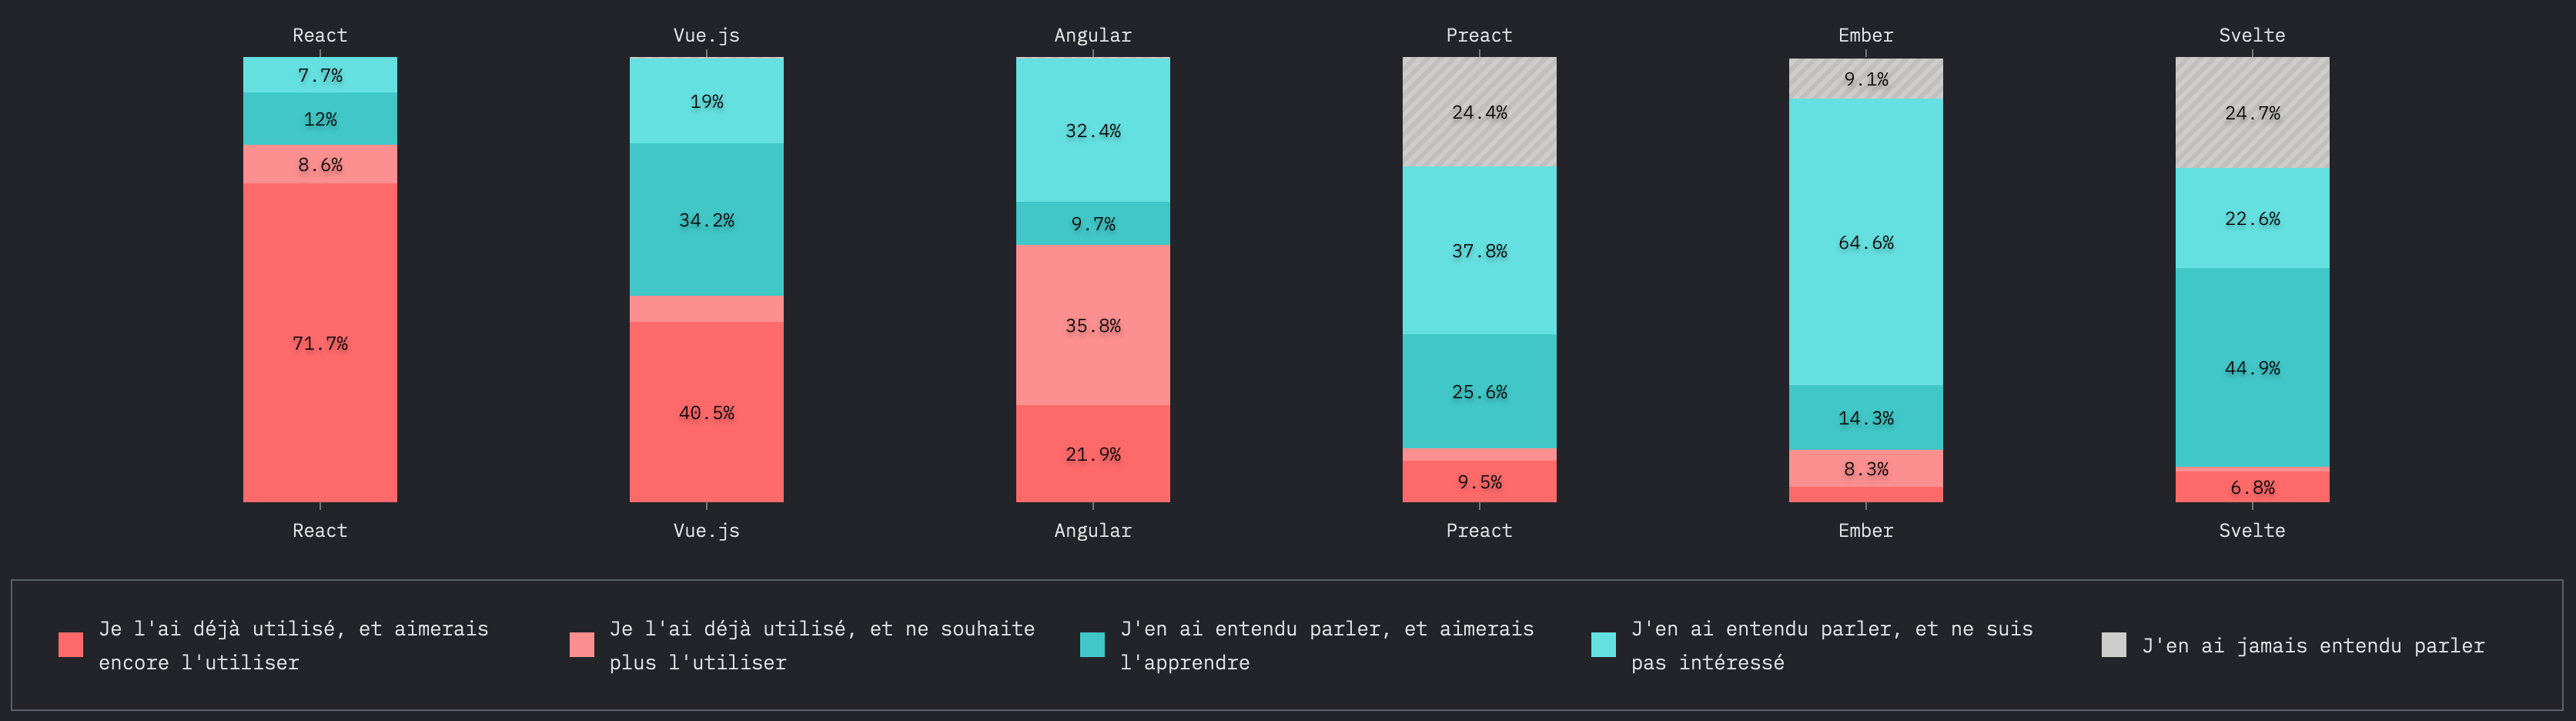 React
Vue.js
Angular
Preact
Ember
Svelte
7.7%
12%
8.6%
71.7%
19%
34.2%
40.5%
32.4%
9.7%
35.8%
21.9%
24.4%
37.8%
25.6%
9.5%
9.1%
64.6%
14.3%
8.3%
24.7%
22.6%
44.9%
6.8%
React
Vue.js
Angular
Preact
Ember
Svelte
Je l'ai déjà utilisé, et aimerais
encore l'utiliser
Je l'ai déjà utilisé, et ne souhaite
plus l'utiliser
J'en ai entendu parler, et aimerais
l'apprendre
J'en ai entendu parler, et ne suis
pas intéressé
J'en ai jamais entendu parler